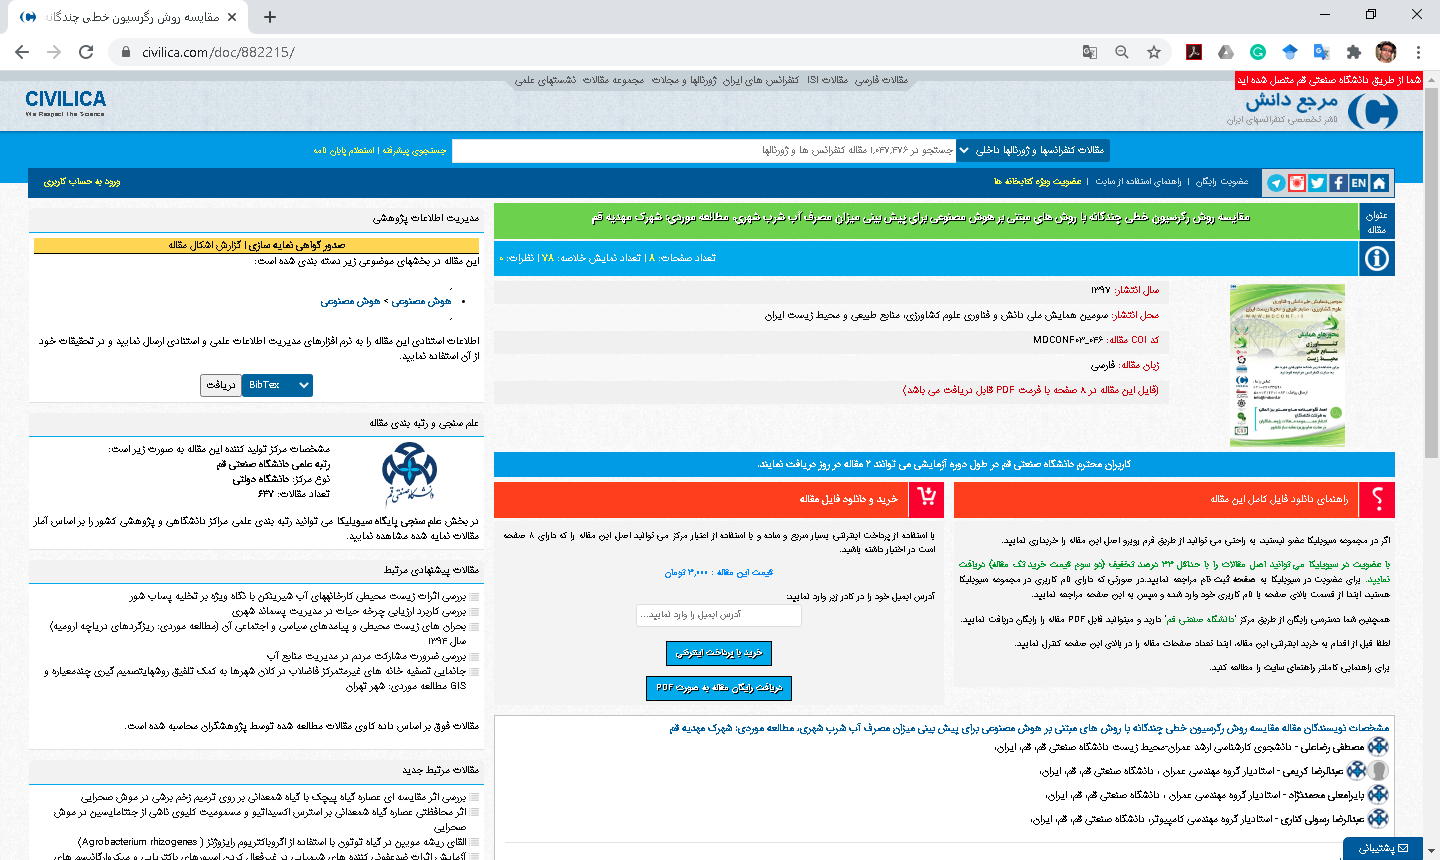 مقایسه روش رگرسیون خطی چندگانه
civilica.com/doc/882215/
مقالات فارسی مقالات ISI کنفرانس های ایران ژورنالها و مجلات مجموعه مقالات نشستهای علمی
شما از طریق دانشگاه صنعتی قم متصل شده اید
CIVILICA
We Respect the Science
مرجع دانش
ناشر تخصصی کنفرانسهای ایران
مقالات کنفرانسها و ژورنالها داخلی
جستجو در ۱,۰۴۷,۴۷۶ مقاله کنفرانس ها و ژورنالها
جستجوی پیشرفته | استعلام پایان نامه
EN
عضویت رایگان | راهنمای استفاده از سایت | عضویت ویژه کتابخانه ها
ورود به حساب کاربری
عنوان مقاله
مقایسه روش رگرسیون خطی چندگانه با روش های مبتنی بر هوش مصنوعی برای پیش بینی میزان مصرف آب شرب شهری، مطالعه موردی: شهرک مهدیه قم
تعداد صفحات: ۸ | تعداد نمایش خلاصه: ۷۸ | نظرات: ۰
سال انتشار: ۱۳۹۷
محل انتشار: سومین همایش ملی دانش و فناوری علوم کشاورزی، منابع طبیعی و محیط زیست ایران
کد COI مقاله: MDCONF03_046
زبان مقاله: فارسی
(فایل این مقاله در ۸ صفحه با فرمت PDF قابل دریافت می باشد)
کاربران محترم دانشگاه صنعتی قم در طول دوره آزمایشی می توانند ۲ مقاله در روز دریافت نمایند.
راهنمای دانلود فایل کامل این مقاله
اگر در مجموعه سیویلیکا عضو نیستید، به راحتی می توانید از طریق فرم روبرو اصل این مقاله را خریداری نمایید.
با عضویت در سیویلیکا می توانید اصل مقالات را با حداقل ۳۳ درصد تخفیف (دو سوم قیمت خرید تک مقاله) دریافت
نمایید. برای عضویت در سیویلیکا به صفحه ثبت نام مراجعه نمایید.در صورتی که دارای نام کاربری در مجموعه سیویلیکا
هستید، ابتدا از قسمت بالای صفحه با نام کاربری خود وارد شده و سپس به این صفحه مراجعه نمایید.
همچنین شما دسترسی رایگان از طریق مرکز 'دانشگاه صنعتی قم' دارید و میتوانید فایل PDF مقاله را رایگان دریافت نمایید.
لطفا قبل از اقدام به خرید اینترنتی این مقاله، ابتدا تعداد صفحات مقاله را در بالای این صفحه کنترل نمایید.
برای راهنمایی کاملتر راهنمای سایت را مطالعه کنید.
خرید و دانلود فایل مقاله
با استفاده از پرداخت اینترنتی بسیار سریع و ساده و یا استفاده از اعتبار مرکز می توانید اصل این مقاله را که دارای ۸ صفحه
است در اختیار داشته باشید.
قیمت این مقاله : ۳,۰۰۰ تومان
آدرس ایمیل خود را در کادر زیر وارد نمایید:
آدرس ایمیل را وارد نمایید...
خرید با پرداخت اینترنتی
دریافت رایگان مقاله به صورت PDF
مشخصات نویسندگان مقاله مقایسه روش رگرسیون خطی چندگانه با روش های مبتنی بر هوش مصنوعی برای پیش بینی میزان مصرف آب شرب شهری، مطالعه موردی: شهرک مهدیه قم
مصطفی رضاعلی - دانشجوی کارشناسی ارشد عمران-محیط زیست دانشگاه صنعتی قم، قم، ایران،
عبدالرضا کریمی - استادیار گروه مهندسی عمران ، دانشگاه صنعتی قم، قم، ایران،
بایرامعلی محمدنژاد - استادیار گروه مهندسی عمران ، دانشگاه صنعتی قم، قم، ایران،
عبدالرضا رسولی کناری - استادیار گروه مهندسی کامپیوتر، دانشگاه صنعتی قم، قم، ایران،
مدیریت اطلاعات پژوهشی
صدور گواهی نمایه سازی | گزارش اشکال مقاله
این مقاله در بخشهای موضوعی زیر دسته بندی شده است:
هوش مصنوعی > هوش مصنوعی
اطلاعات استنادی این مقاله را به نرم افزارهای مدیریت اطلاعات علمی و استنادی ارسال نمایید و در تحقیقات خود
از آن استفاده نمایید.
BibTex
دریافت
علم سنجی و رتبه بندی مقاله
مشخصات مرکز تولید کننده این مقاله به صورت زیر است:
رتبه علمی دانشگاه صنعتی قم
نوع مرکز: دانشگاه دولتی
تعداد مقالات: ۶۳۷
دانشگاه صنعتی قم
در بخش علم سنجی پایگاه سیویلیکا می توانید رتبه بندی علمی مراکز دانشگاهی و پژوهشی کشور را بر اساس آمار
مقالات نمایه شده مشاهده نمایید.
مقالات پیشنهادی مرتبط
بررسی اثرات زیست محیطی کارخانههای آب شیرینکن با نگاه ویژه بر تخلیه پساب شور
بررسی کاربرد ارزیابی چرخه حیات در مدیریت پسماند شهری
بحران های زیست محیطی و پیامدهای سیاسی و اجتماعی آن (مطالعه موردی: ریزگردهای دریاچه ارومیه)
سال ۱۳۹۴
بررسی ضرورت مشارکت مردم در مدیریت منابع آب
جانمایی تصفیه خانه های غیرمتمرکز فاضلاب در کلان شهرها به کمک تلفیق روشهایتصمیم گیری چندمعیاره و
GIS مطالعه موردی: شهر تهران
مقالات فوق بر اساس داده کاوی مقالات مطالعه شده توسط پژوهشگران محاسبه شده است.
مقالات مرتبط جدید
بررسی اثر مقایسه ای عصاره گیاه پیچک با گیاه شمعدانی بر روی ترمیم زخم برشی در موش صحرایی
اثر محافظتی عصاره گیاه شمعدانی بر استرس اکسیداتیو و مسمومیت کلیوی ناشی از جنتامایسین در موش
صحرایی
القای ریشه مویین در گیاه توتون با استفاده از اگروباکتریوم رایزوژنز ( Agrobacterium rhizogenes)
پشتیبانی